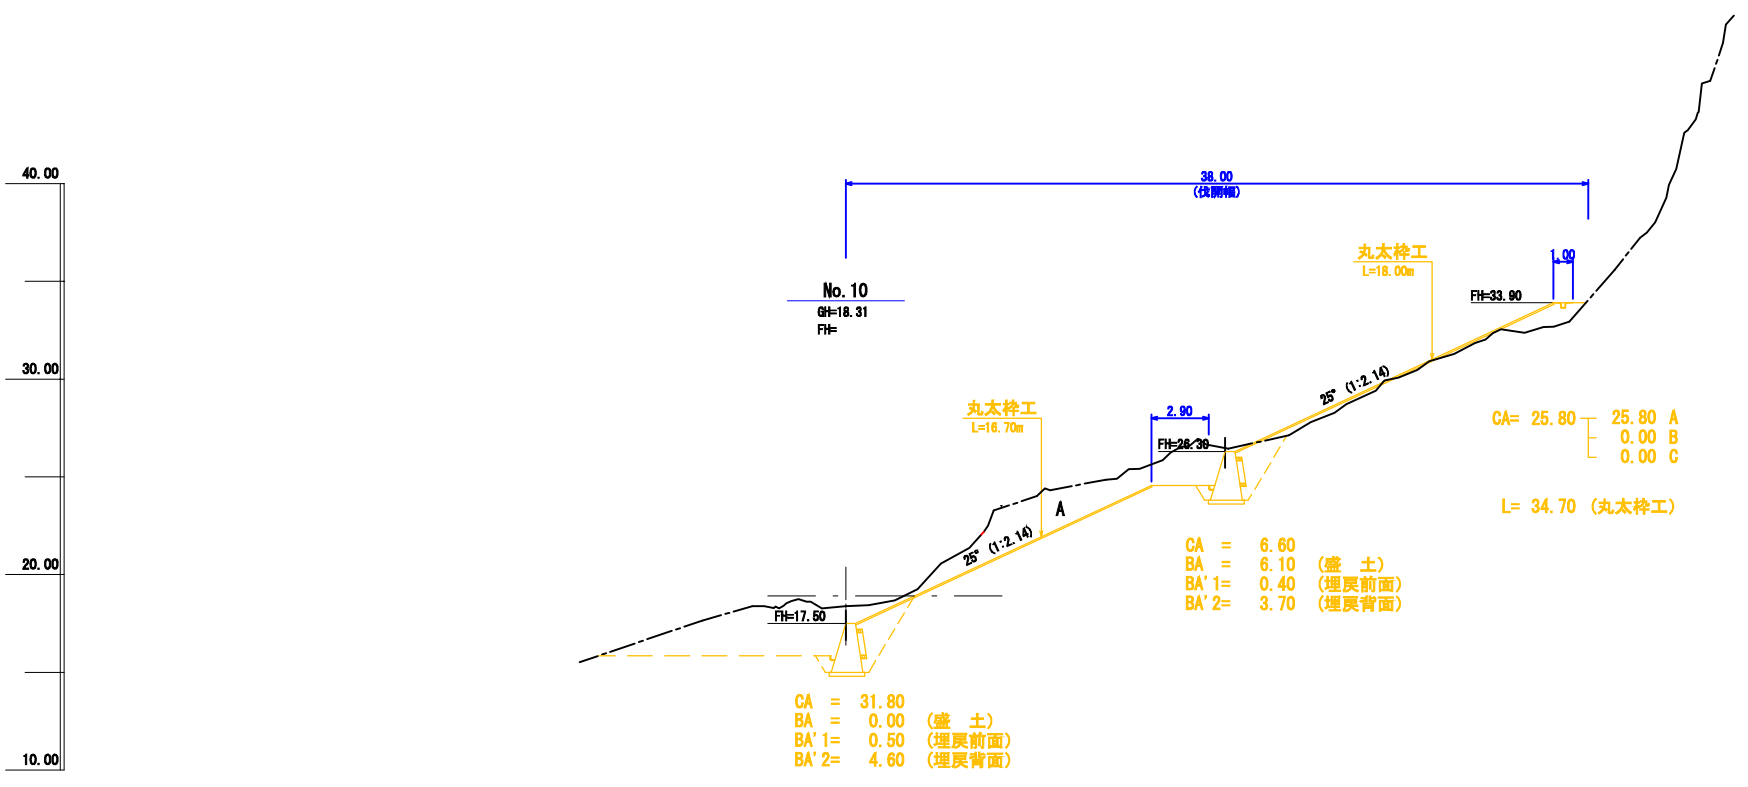 40.00
38.00
(伐開幅)
丸太枠工
L=18.00m
1.00
No.10
GH=18.31
FH=
FH=33.90
30.00
25° (1:2.14)
丸太枠工
L=16.70m
2.90
FH=26.30
CA= 25.80 25.80 A
0.00 B
0.00 C
A
L= 34.70 (丸太枠工)
25° (1:2.14)
20.00
CA = 6.60
BA = 6.10 (盛 土)
BA'1= 0.40 (埋戻前面)
BA'2= 3.70 (埋戻背面)
FH=17.50
CA = 31.80
BA = 0.00 (盛 土)
BA'1= 0.50 (埋戻前面)
BA'2= 4.60 (埋戻背面)
10.00